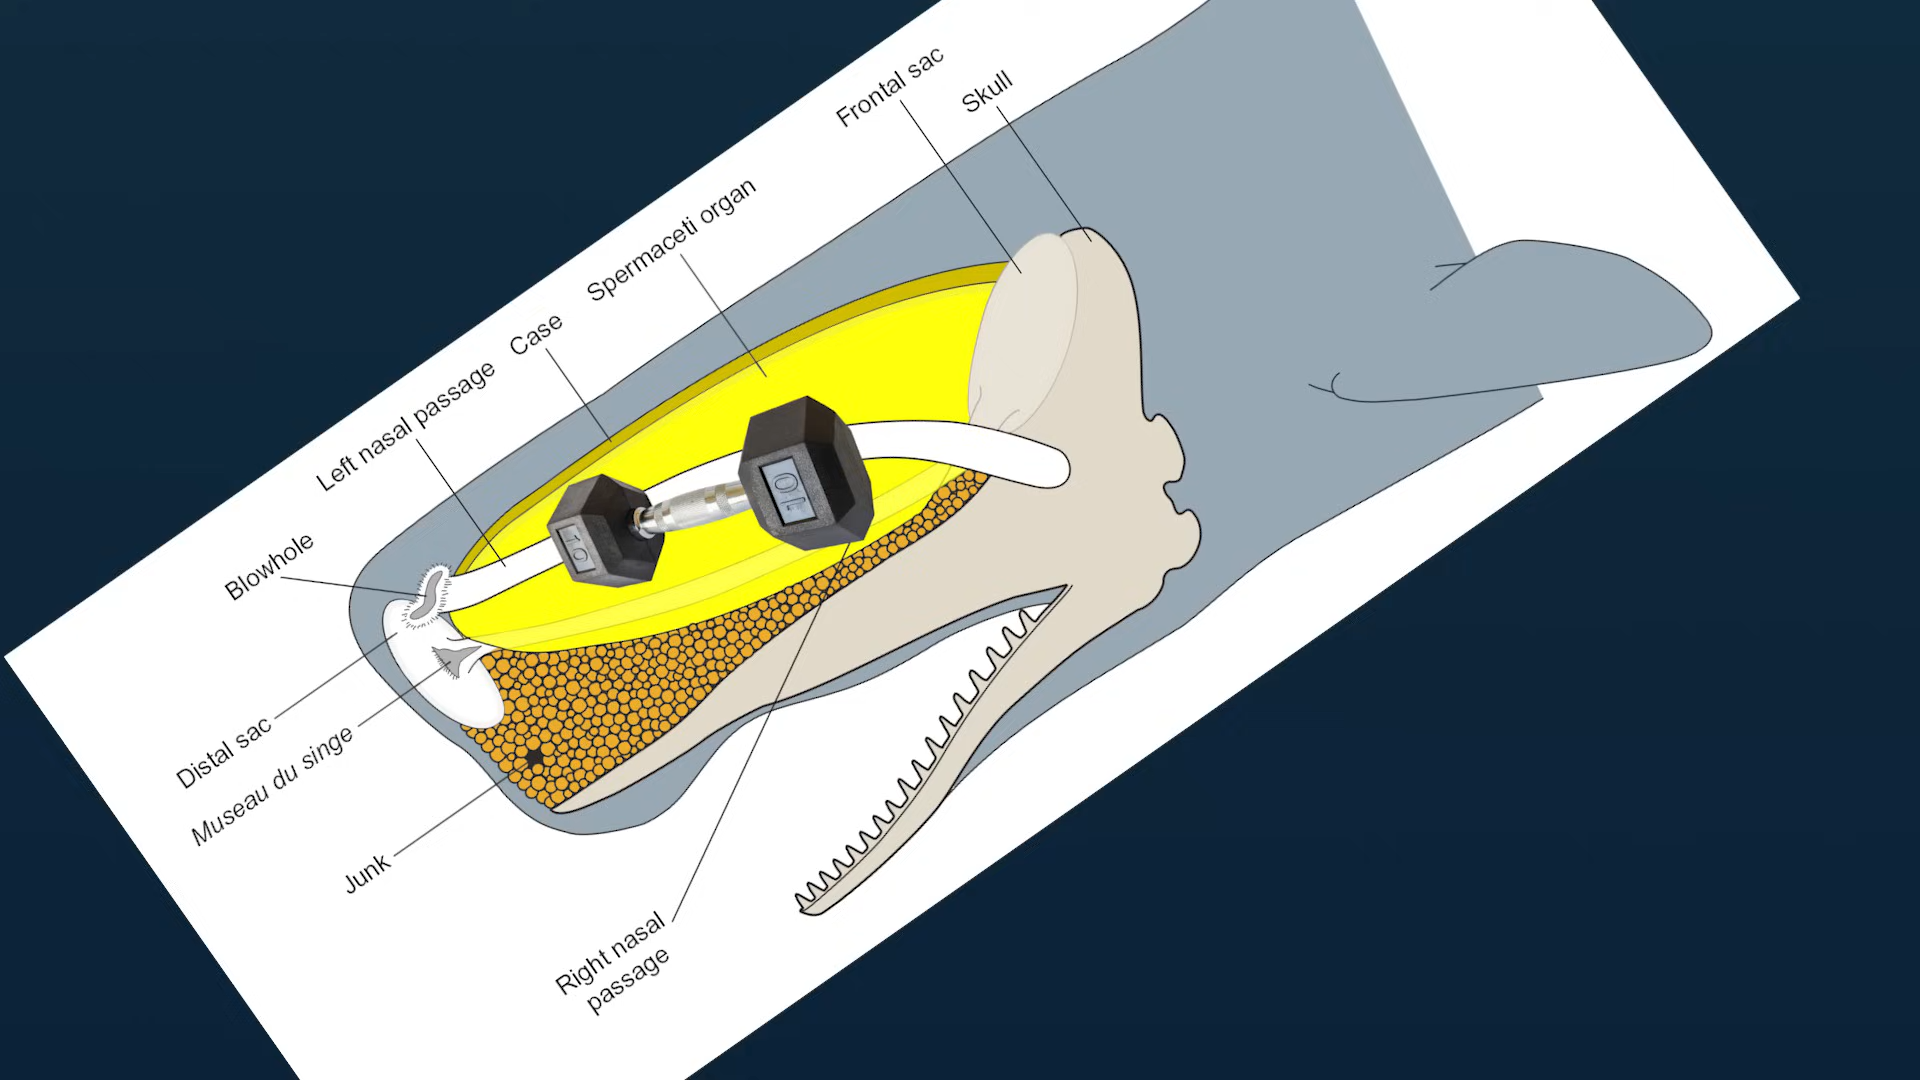 Frontal sac
Skull
Spermaceti organ
Case
Left nasal passage
Blowhole
Distal sac
Museau du singe
Junk
Right nasal
passage
10
10